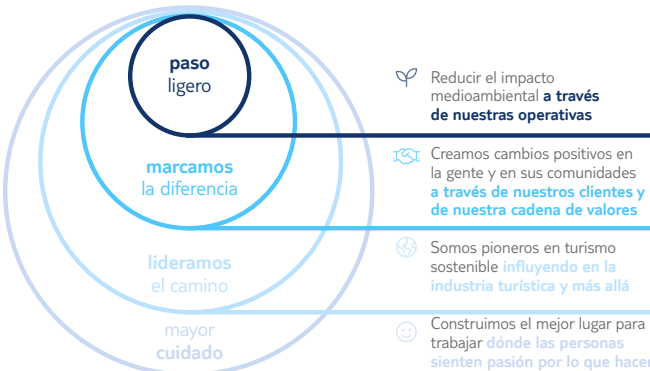 paso
ligero
Reducir el impacto
medioambiental a través
de nuestras operativas
marcamos
la diferencia
Creamos cambios positivos en
la gente y en sus comunidades
a través de nuestros clientes y
de nuestra cadena de valores
lideramos
el camino
Somos pioneros en turismo
sostenible influyendo en la
industria turística y más allá
mayor
cuidado
Construimos el mejor lugar para
trabajar dónde las personas
sienten pasión por lo que hacen